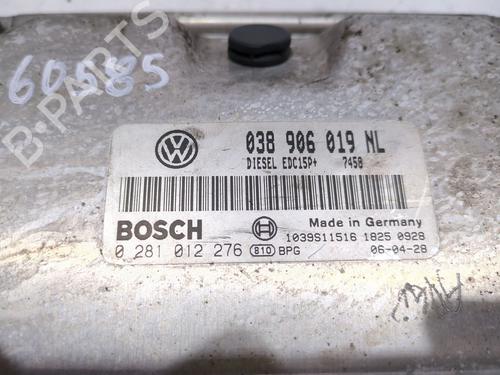 60585
B-PARTS
038 906 019 NL
DIESEL EDC15P+ 7458
BOSCH
Made in Germany
1039S11516 1825 0928
0 281 012 276 810 BPG 06-04-28